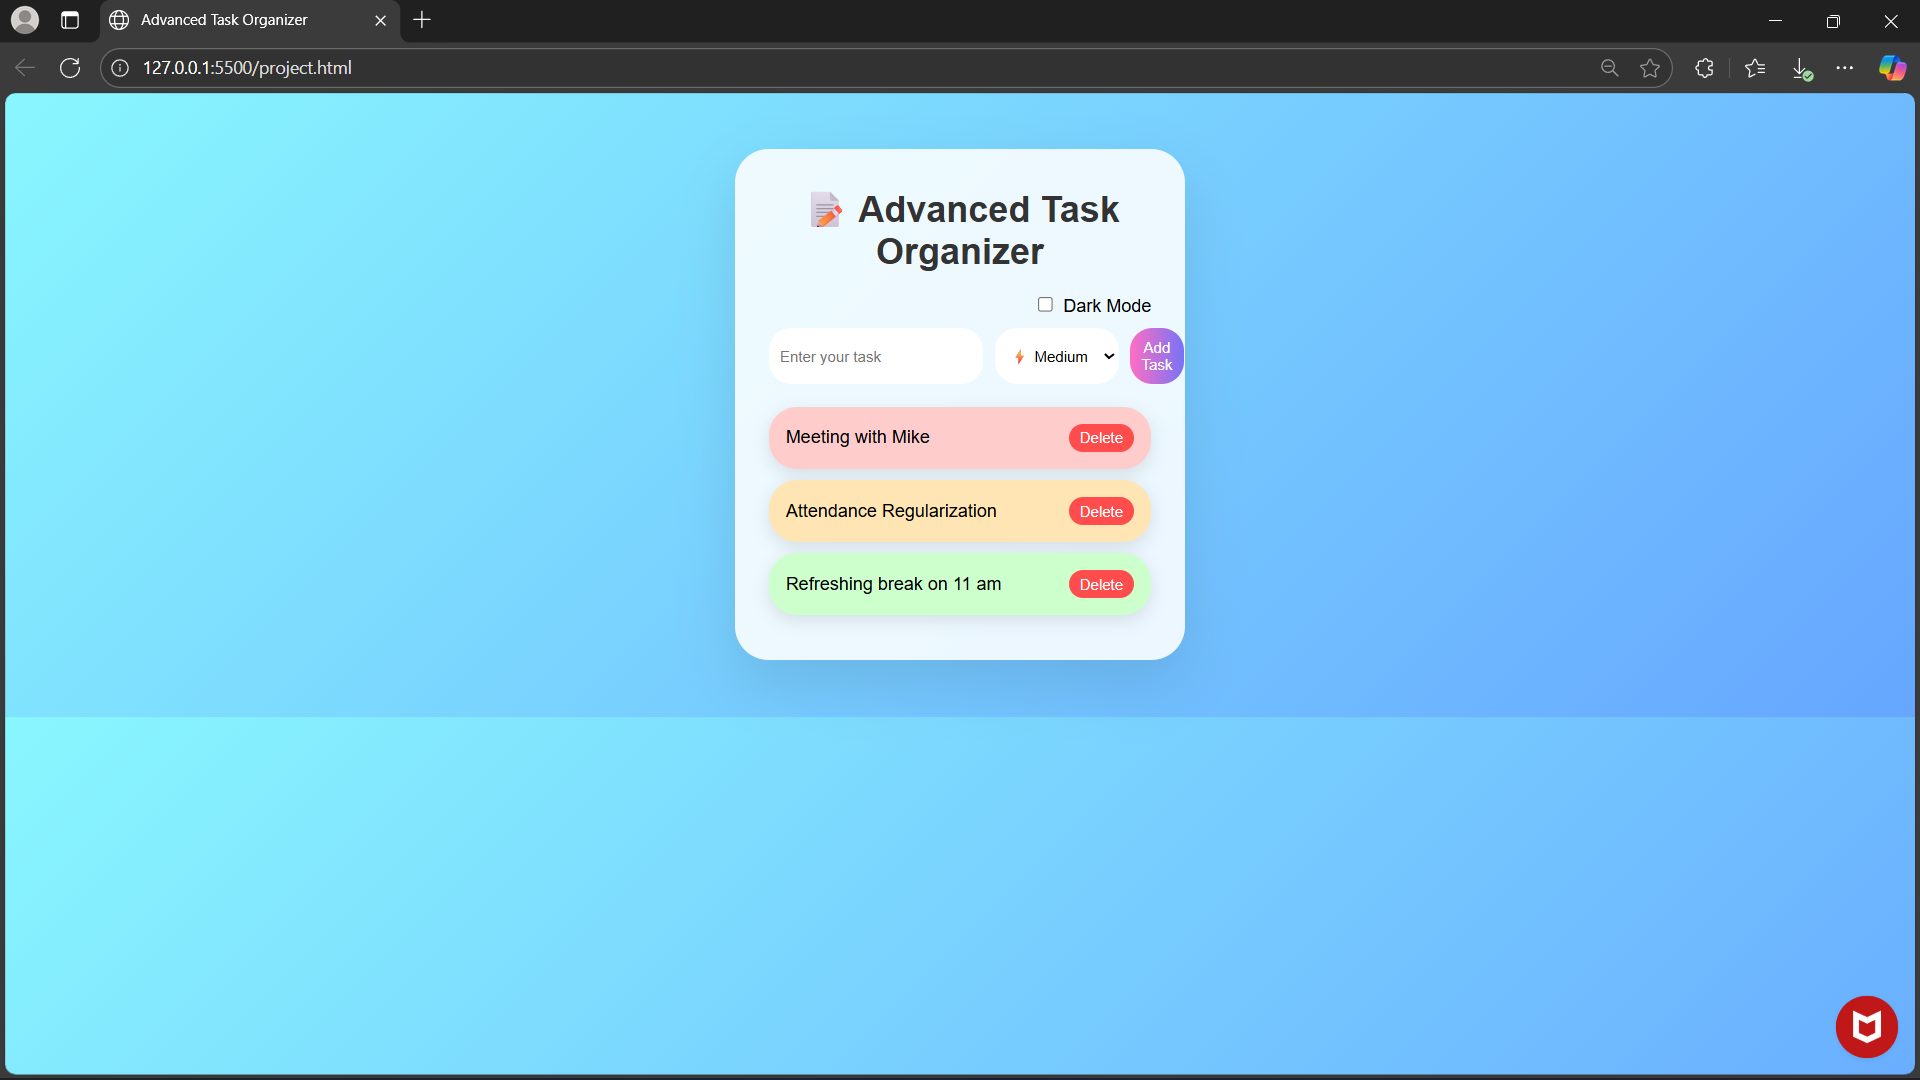 Advanced Task Organizer
127.0.0.1:5500/project.html
Advanced Task
Organizer
Dark Mode
Enter your task
Medium
Add
Task
Meeting with Mike
Delete
Attendance Regularization
Delete
Refreshing break on 11 am
Delete